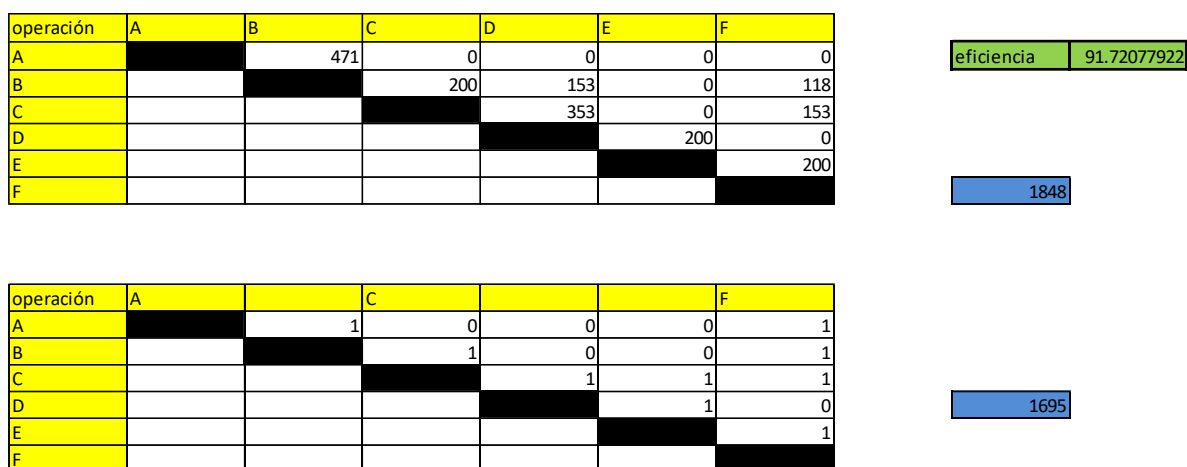 operación A B C D E F
A 471 0 0 0 0 eficiencia 91.72077922
B 200 153 0 118
C 353 0 153
D 200 0
E 200
F 1848
operación A C F
A 1 0 0 0 1
B 1 0 0 1
C 1 1 1
D 1 0 1695
E 1
F